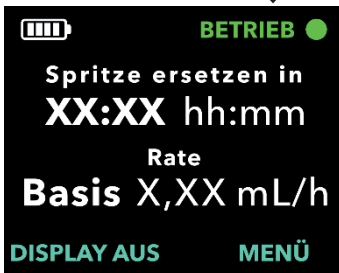 BETRIEB
Spritze ersetzen in
XX:XX hh:mm
Rate
Basis X,XX mL/h
DISPLAY AUS MENÜ